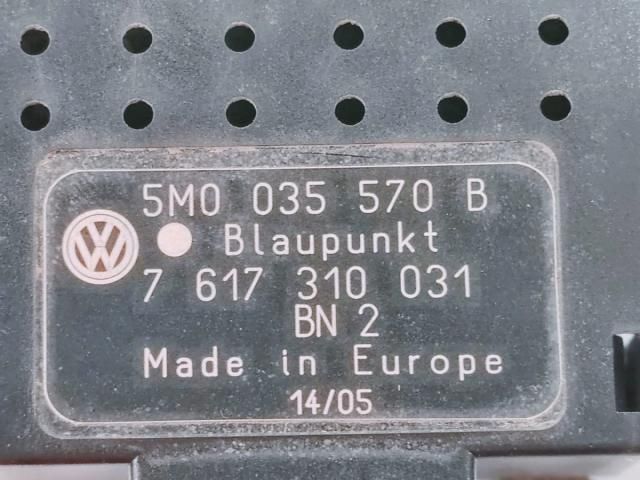 5M0 035 570 B
Blaupunkt
7 617 310 031
BN 2
Made in Europe
14/05